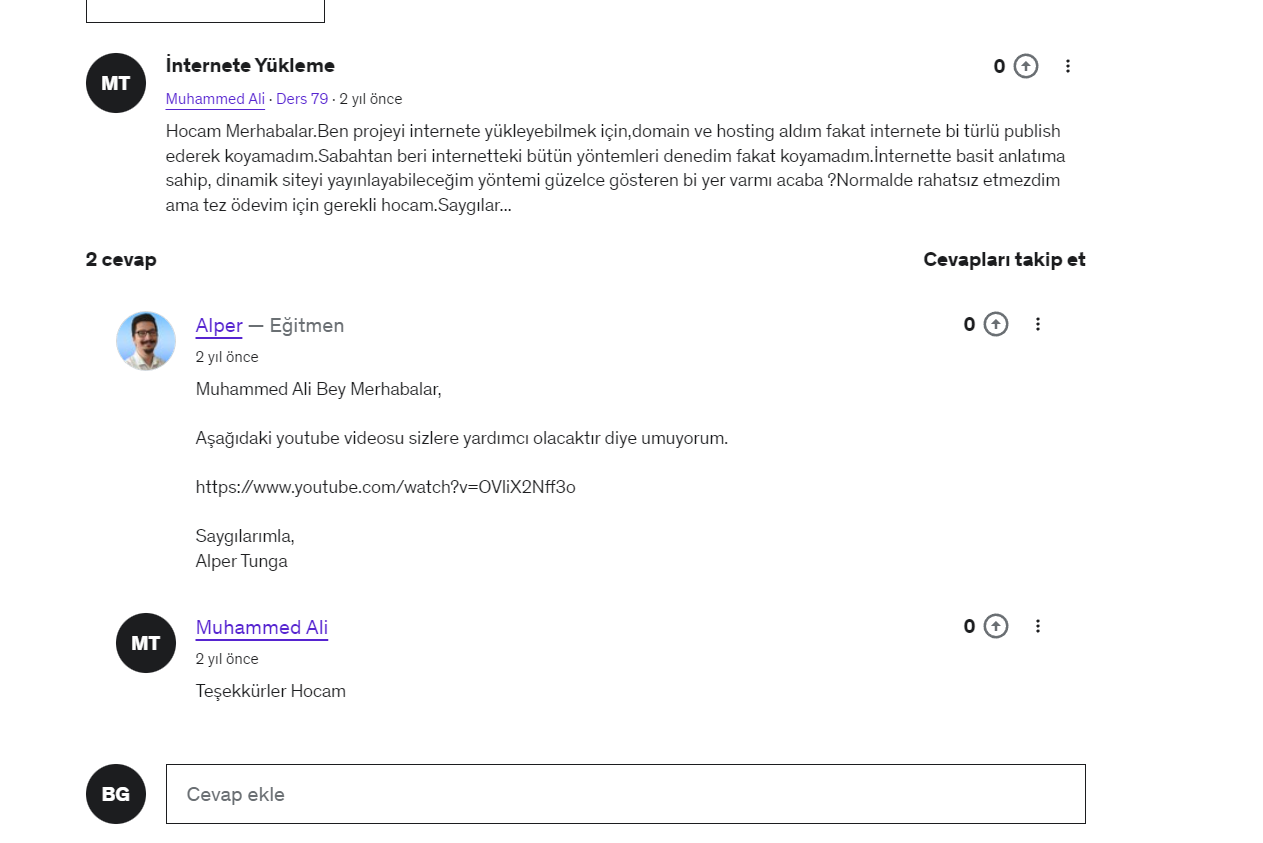 MT
İnternete Yükleme
0
Muhammed Ali · Ders 79 · 2 yıl önce
Hocam Merhabalar.Ben projeyi internete yükleyebilmek için,domain ve hosting aldım fakat internete bi türlü publish
ederek koyamadım.Sabahtan beri internetteki bütün yöntemleri denedim fakat koyamadım.İnternette basit anlatıma
sahip, dinamik siteyi yayınlayabileceğim yöntemi güzelce gösteren bi yer varmı acaba ?Normalde rahatsız etmezdim
ama tez ödevim için gerekli hocam.Saygılar...
2 cevap
Cevapları takip et
Alper — Eğitmen
0
2 yıl önce
Muhammed Ali Bey Merhabalar,
Aşağıdaki youtube videosu sizlere yardımcı olacaktır diye umuyorum.
https://www.youtube.com/watch?v=OVliX2Nff3o
Saygılarımla,
Alper Tunga
MT
Muhammed Ali
0
2 yıl önce
Teşekkürler Hocam
BG
Cevap ekle